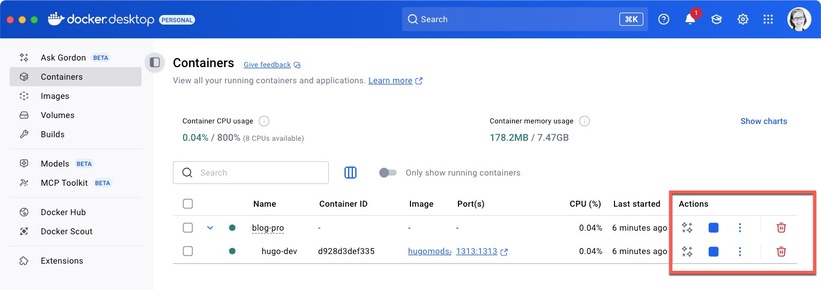 docker.desktop PERSONAL
Search ⌘K
1
Ask Gordon BETA
Containers
Images
Volumes
Builds
Models BETA
MCP Toolkit BETA
Docker Hub
Docker Scout
Extensions
Containers Give feedback
View all your running containers and applications. Learn more
Container CPU usage
0.04% / 800% (8 CPUs available)
Container memory usage
178.2MB / 7.47GB
Show charts
Search
Only show running containers
Name Container ID Image Port(s) CPU (%) Last started Actions
blog-pro - - - 0.04% 6 minutes ago
hugo-dev d928d3def335 hugomods 1313:1313 0.04% 6 minutes ago